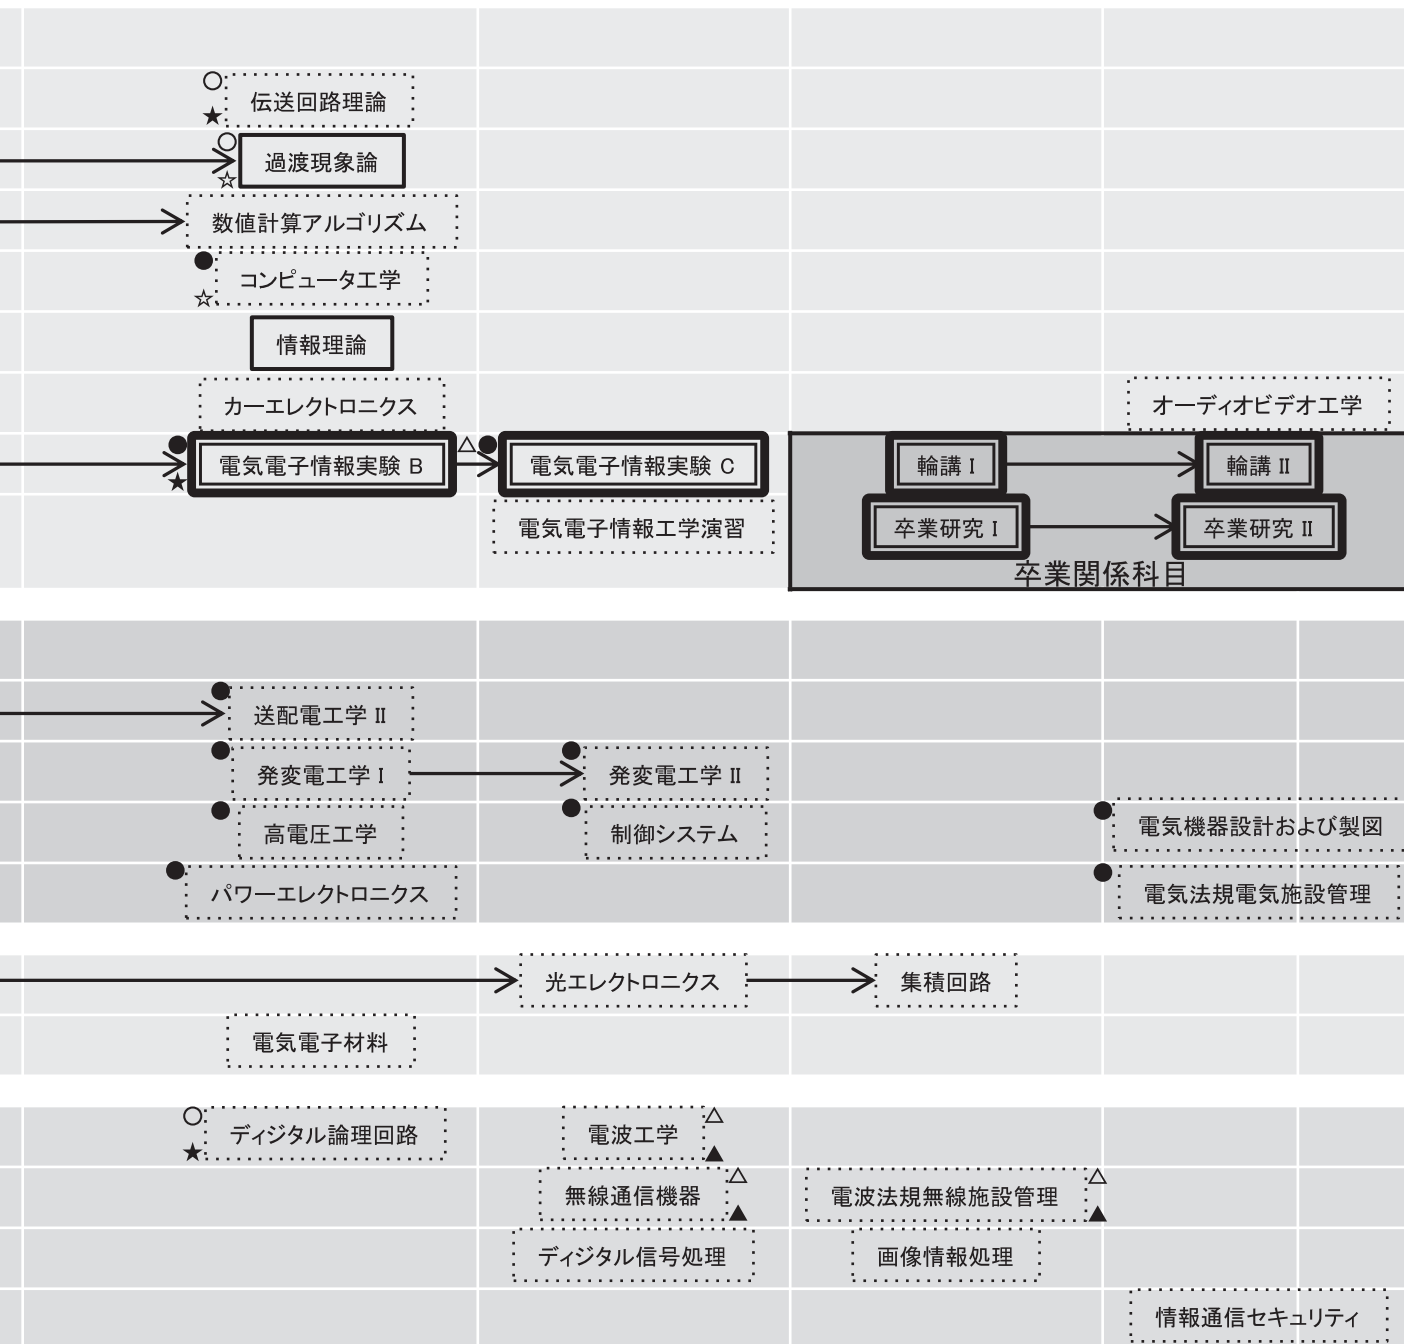 伝送回路理論
過渡現象論
数値計算アルゴリズム
コンピュータ工学
情報理論
カーエレクトロニクス
オーディオビデオ工学
電気電子情報実験 B
電気電子情報実験 C
輪講 I
輪講 II
電気電子情報工学演習
卒業研究 I
卒業研究 II
卒業関係科目
送配電工学 II
発変電工学 I
発変電工学 II
高電圧工学
制御システム
電気機器設計および製図
パワーエレクトロニクス
電気法規電気施設管理
光エレクトロニクス
集積回路
電気電子材料
ディジタル論理回路
電波工学
無線通信機器
電波法規無線施設管理
ディジタル信号処理
画像情報処理
情報通信セキュリティ